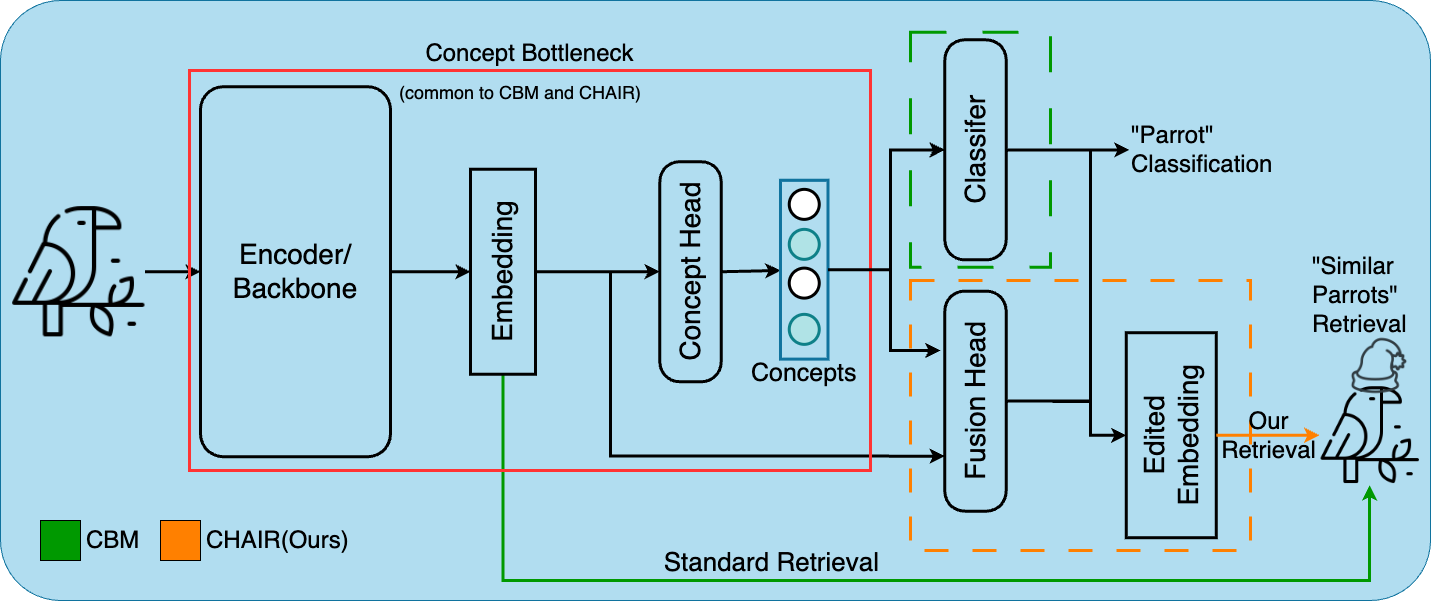 Concept Bottleneck
(common to CBM and CHAIR)
Encoder/
Backbone
Embedding
Concept Head
Concepts
Classifer
"Parrot"
Classification
Fusion Head
Edited
Embedding
Our
Retrieval
"Similar
Parrots"
Retrieval
CBM
CHAIR(Ours)
Standard Retrieval